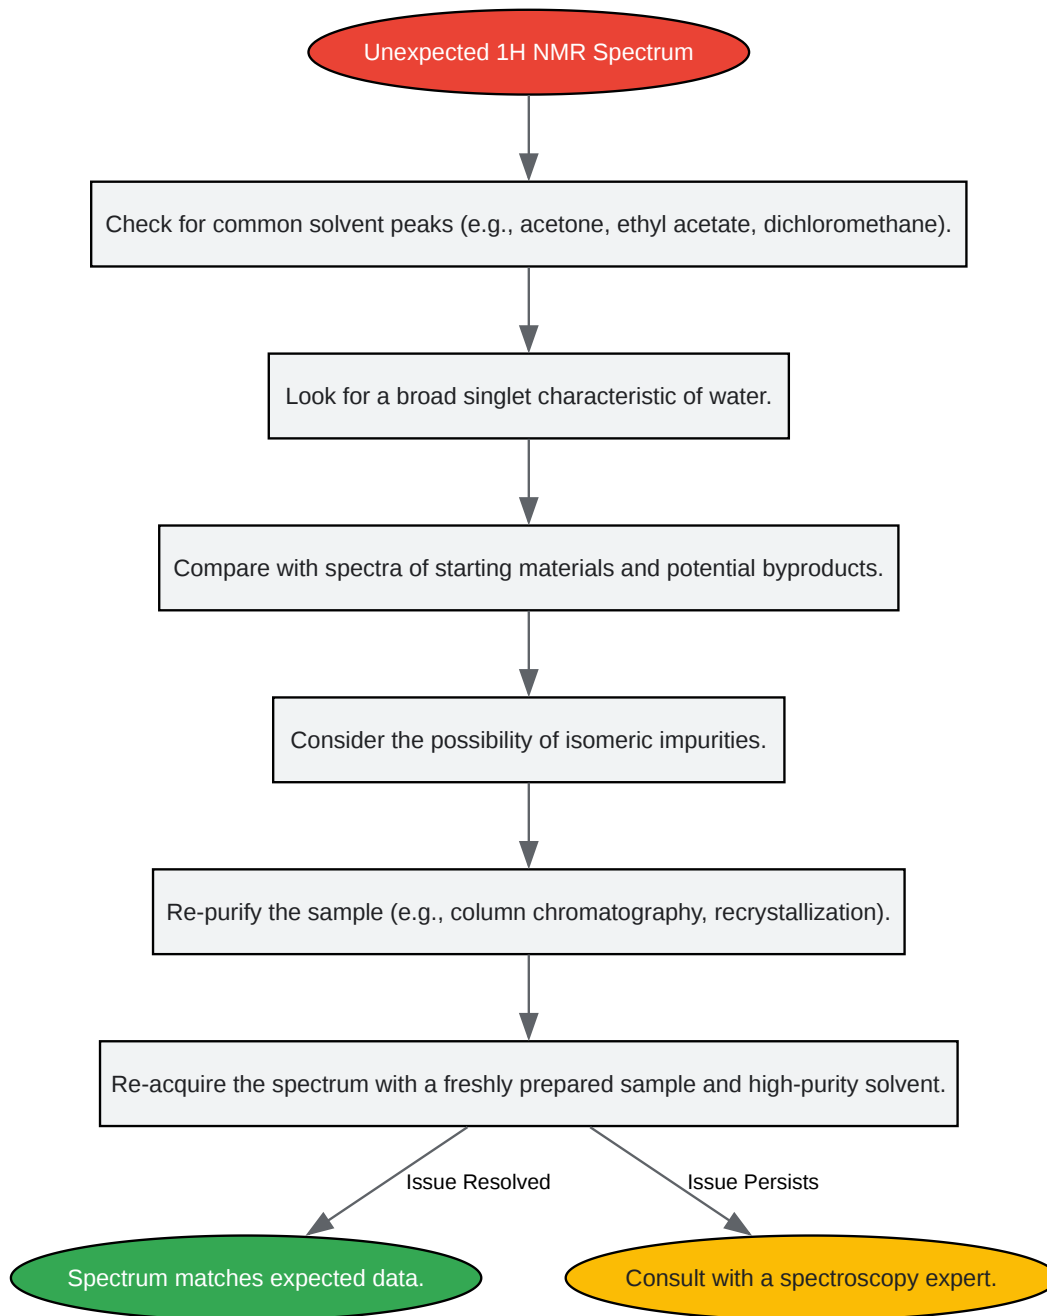 Unexpected 1H NMR Spectrum
Check for common solvent peaks (e.g., acetone, ethyl acetate, dichloromethane).
Look for a broad singlet characteristic of water.
Compare with spectra of starting materials and potential byproducts.
Consider the possibility of isomeric impurities.
Re-purify the sample (e.g., column chromatography, recrystallization).
Re-acquire the spectrum with a freshly prepared sample and high-purity solvent.
Issue Resolved
Issue Persists
Spectrum matches expected data.
Consult with a spectroscopy expert.